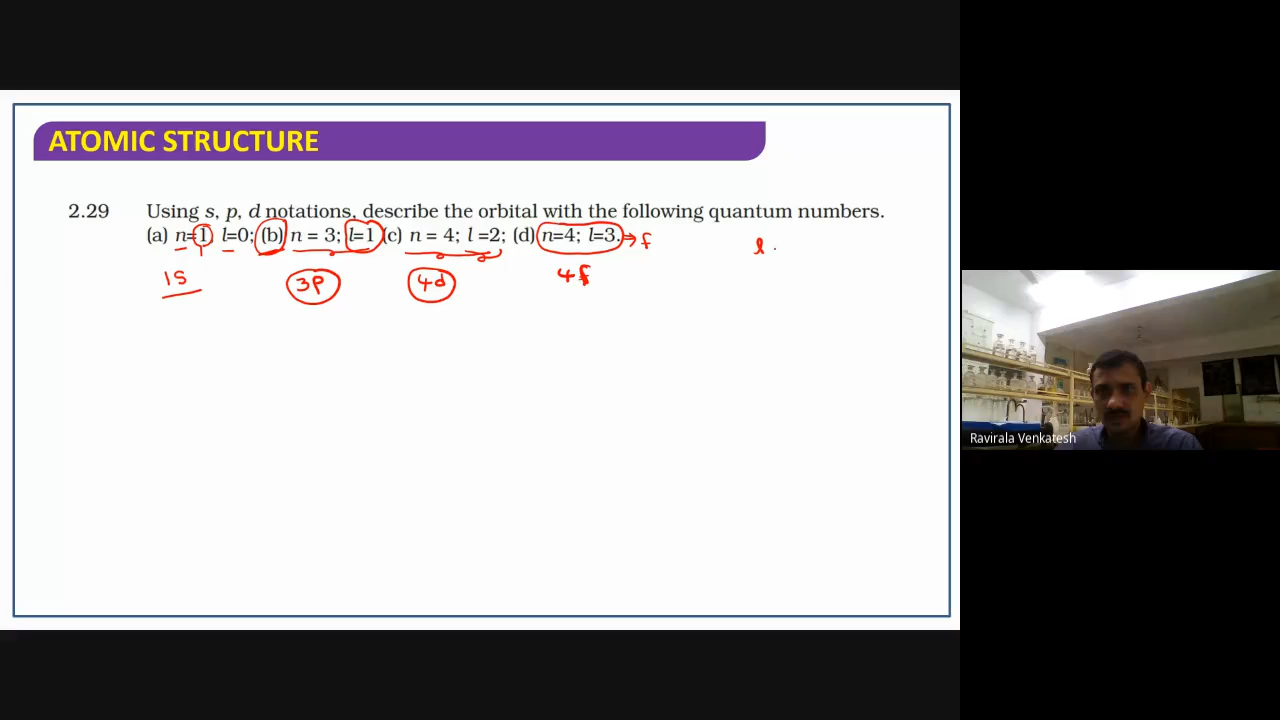 ATOMIC STRUCTURE
2.29 Using s, p, d notations, describe the orbital with the following quantum numbers.
(a) n=1, l=0; (b) n = 3; l=1 (c) n = 4; l =2; (d) n=4; l=3. → f
l
1S 3p 4d 4f
Ravirala Venkatesh